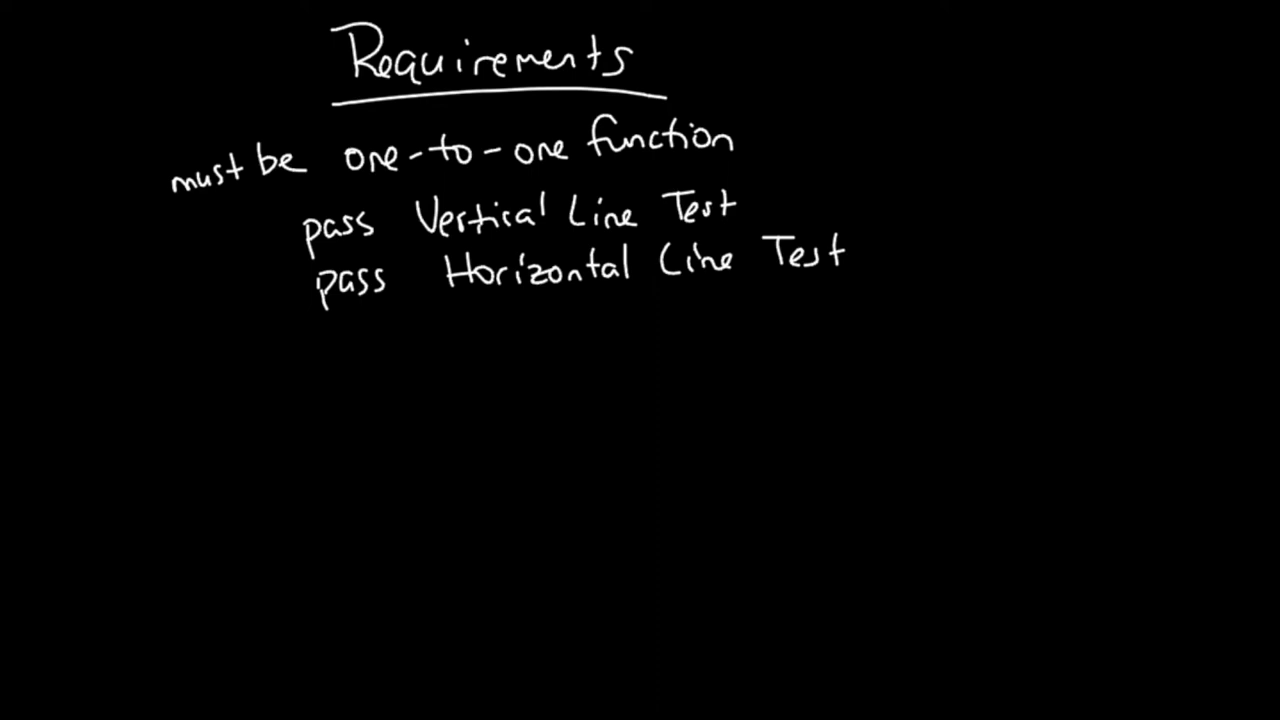 Requirements
must be one-to-one function
pass Vertical Line Test
pass Horizontal Line Test